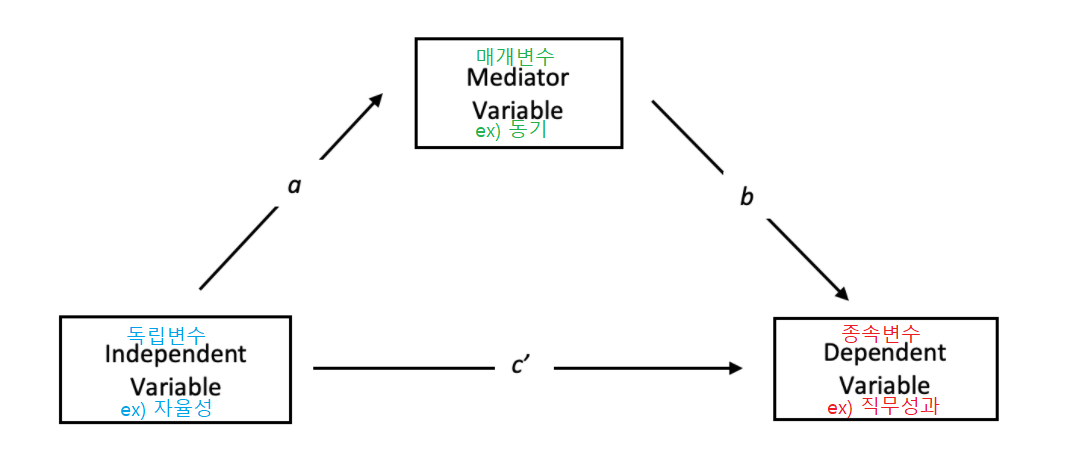 매개변수
Mediator
Variable
ex) 동기
a
b
독립변수
Independent
Variable
ex) 자율성
c’
종속변수
Dependent
Variable
ex) 직무성과